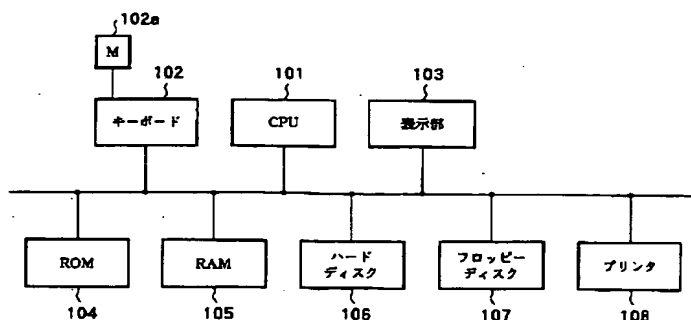 102a
M
102
101
103
キーボード
CPU
表示部
ROM
RAM
ハード
ディスク
フロッピー
ディスク
プリンタ
104
105
106
107
108